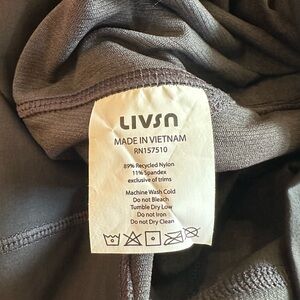 LIVSN
MADE IN VIETNAM
RN157510
89% Recycled Nylon
11% Spandex
exclusive of trims
Machine Wash Cold
Do not Bleach
Tumble Dry Low
Do not Iron
Do not Dry Clean